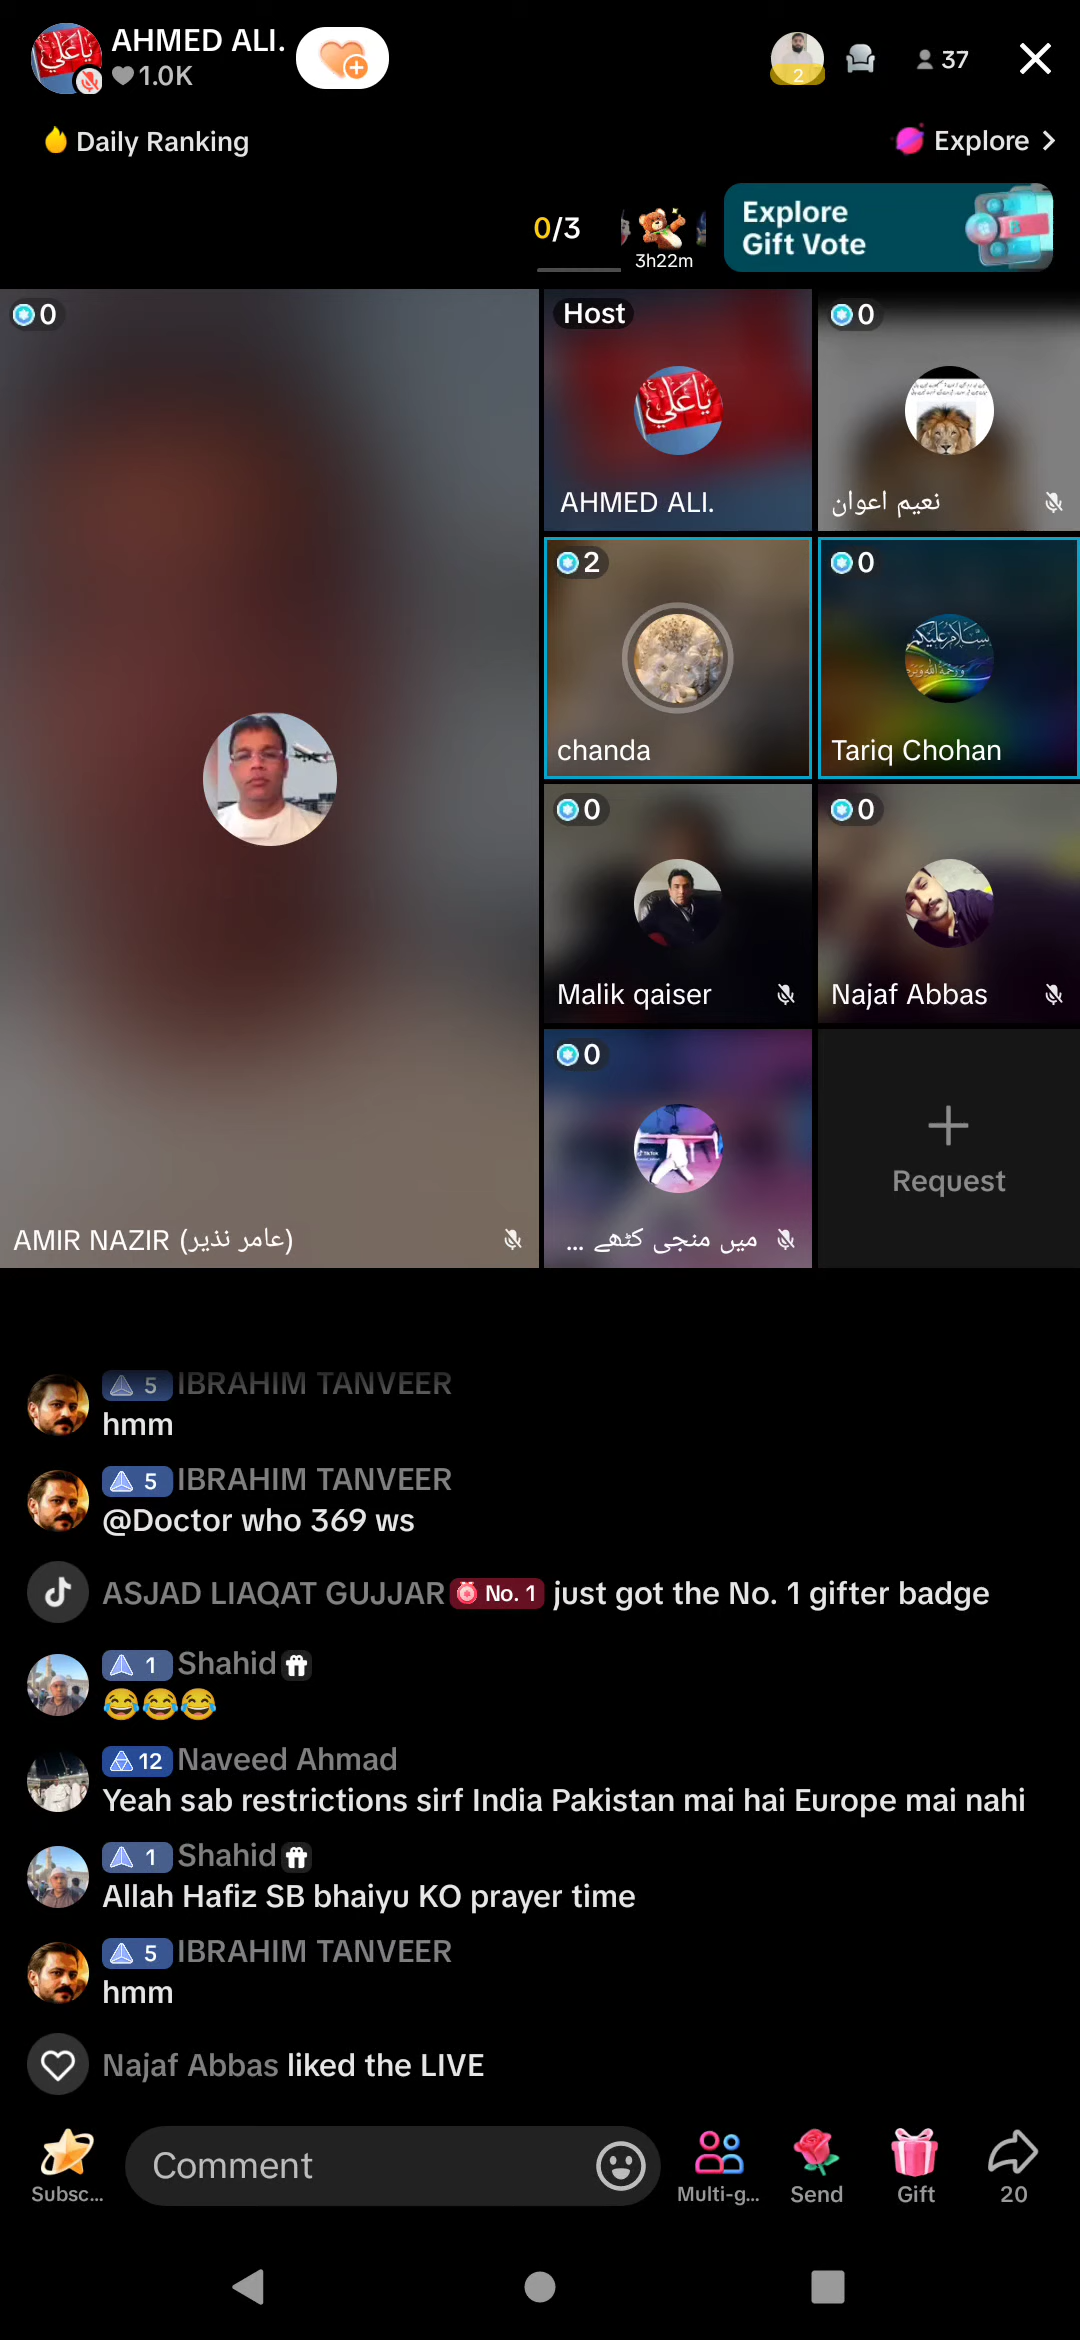 AHMED ALI.
1.0K
2
37
Daily Ranking
Explore
0/3
3h22m
Explore
Gift Vote
0
AMIR NAZIR (عامر نذیر)
Host
ياعلي
AHMED ALI.
0
نعیم اعوان
2
chanda
0
Tariq Chohan
0
Malik qaiser
0
Najaf Abbas
0
میں منجی کٹھے ...
Request
5 IBRAHIM TANVEER
hmm
5 IBRAHIM TANVEER
@Doctor who 369 ws
ASJAD LIAQAT GUJJAR No. 1 just got the No. 1 gifter badge
1 Shahid
😂😂😂
12 Naveed Ahmad
Yeah sab restrictions sirf India Pakistan mai hai Europe mai nahi
1 Shahid
Allah Hafiz SB bhaiyu KO prayer time
5 IBRAHIM TANVEER
hmm
Najaf Abbas liked the LIVE
Comment
Subsc...
Multi-g...
Send
Gift
20